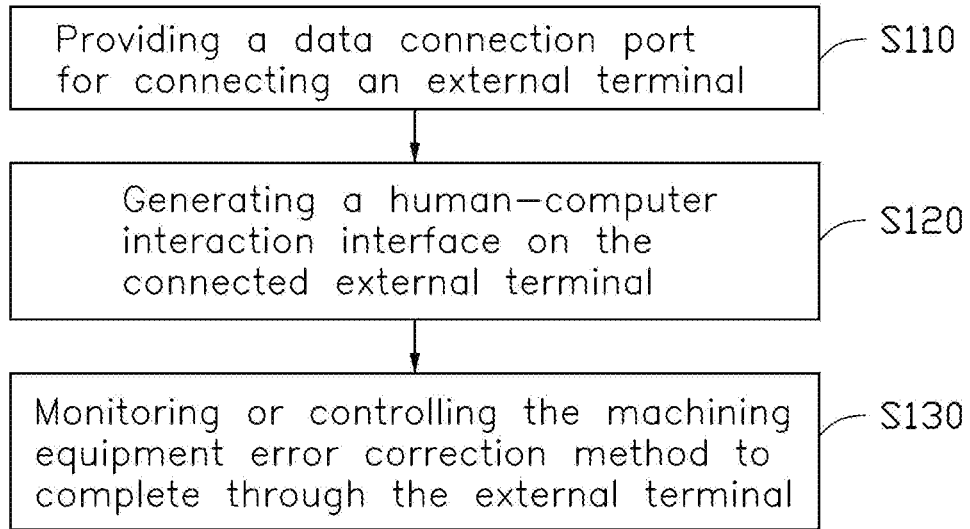 Providing a data connection port
for connecting an external terminal
S110
Generating a human-computer
interaction interface on the
connected external terminal
S120
Monitoring or controlling the machining
equipment error correction method to
complete through the external terminal
S130